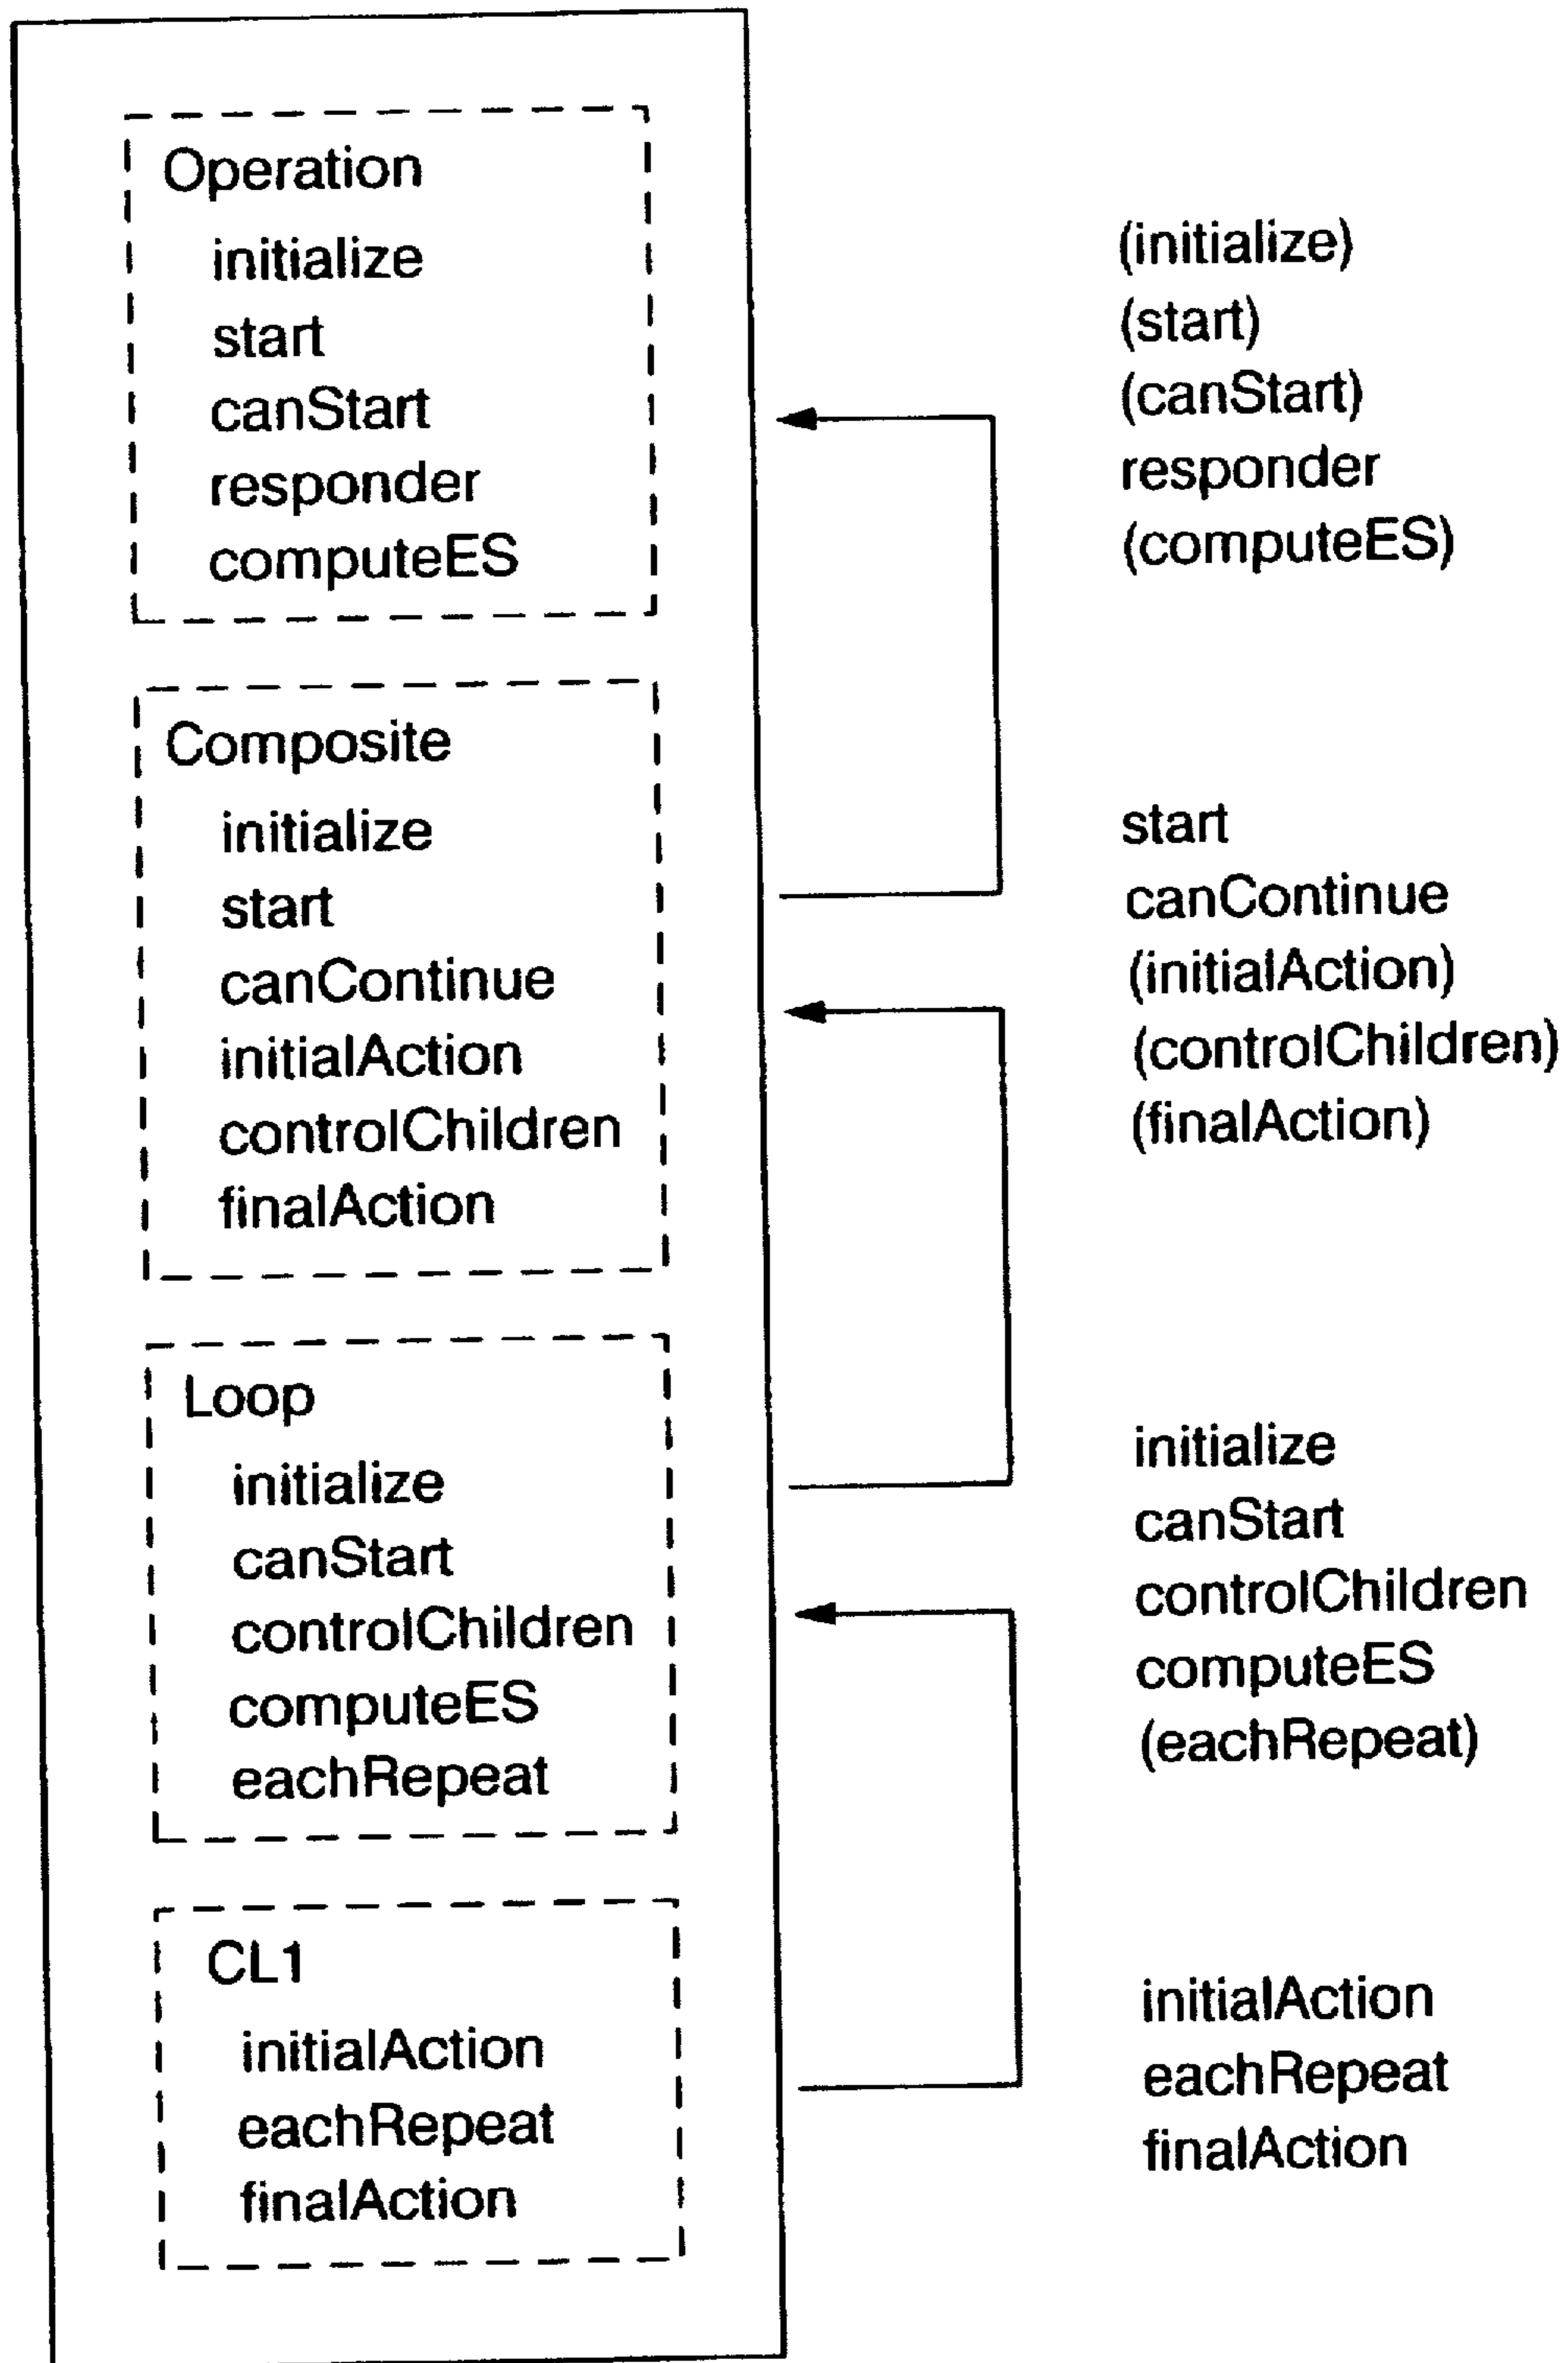 Operation
initialize
start
canStart
responder
computeES
(initialize)
(start)
(canStart)
responder
(computeES)
Composite
initialize
start
canContinue
initialAction
controlChildren
finalAction
start
canContinue
(initialAction)
(controlChildren)
(finalAction)
Loop
initialize
canStart
controlChildren
computeES
eachRepeat
initialize
canStart
controlChildren
computeES
(eachRepeat)
CL1
initialAction
eachRepeat
finalAction
initialAction
eachRepeat
finalAction